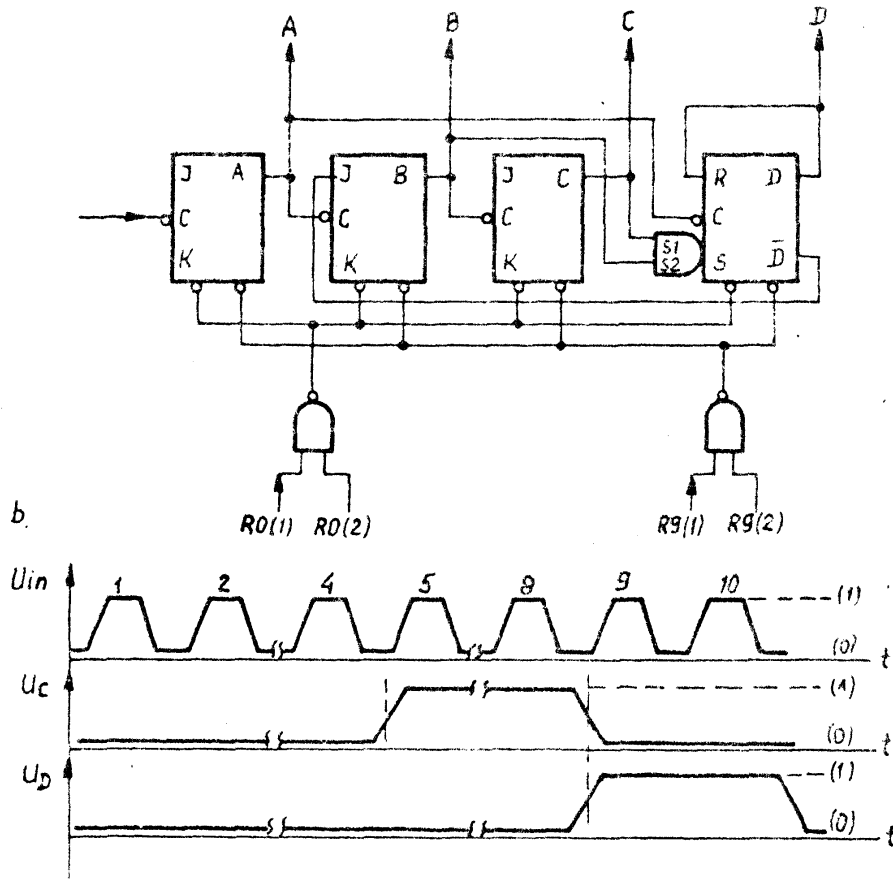 A B C D
J A J B J C R D
C C C C
K K K S1 S2 S D̄
R0(1) R0(2) R9(1) R9(2)
b.
Uin 1 2 4 5 8 9 10 (1)
(0) t
Uc (1)
(0) t
UD (1)
(0) t